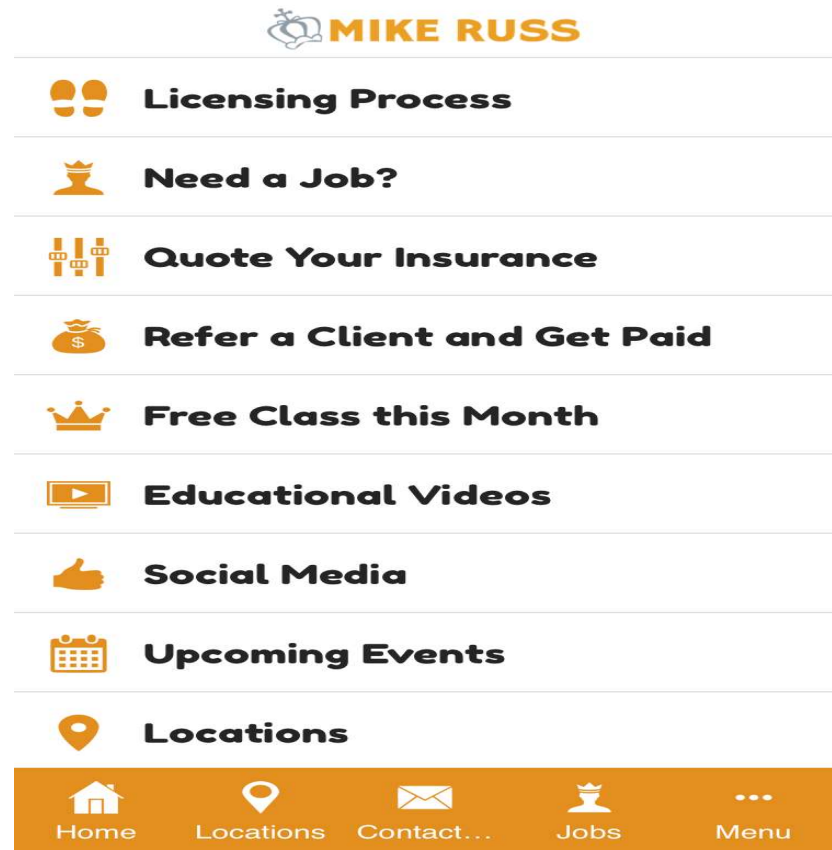 MIKE RUSS
Licensing Process
Need a Job?
Quote Your Insurance
$
Refer a Client and Get Paid
Free Class this Month
Educational Videos
Social Media
Upcoming Events
Locations
Home Locations Contact... Jobs Menu